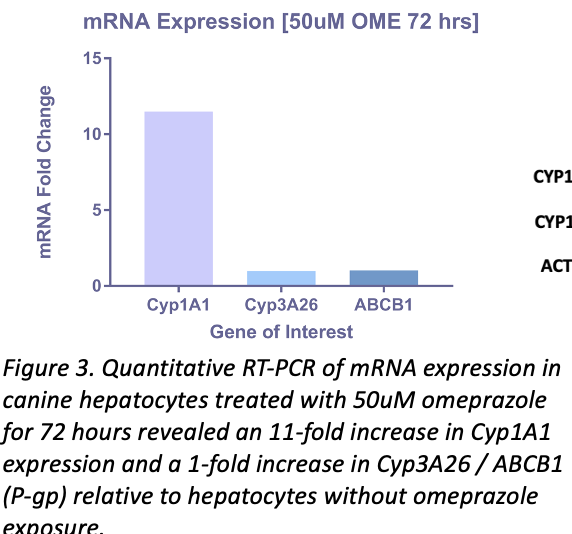 mRNA Expression [50uM OME 72 hrs]
mRNA Fold Change
15
10
5
0
Cyp1A1 Cyp3A26 ABCB1
Gene of Interest
CYP1
CYP1
ACT
Figure 3. Quantitative RT-PCR of mRNA expression in
canine hepatocytes treated with 50uM omeprazole
for 72 hours revealed an 11-fold increase in Cyp1A1
expression and a 1-fold increase in Cyp3A26 / ABCB1
(P-gp) relative to hepatocytes without omeprazole
exposure.